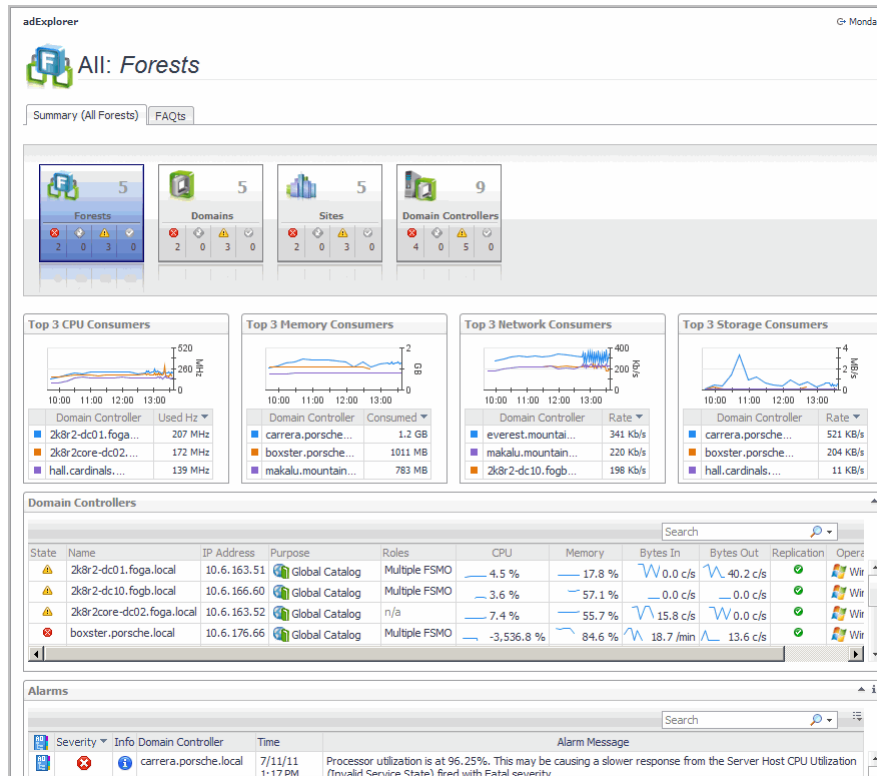 adExplorer
Monda
All: Forests
Summary (All Forests) FAQts
5 5 5 9
Forests Domains Sites Domain Controllers
2 0 3 0 2 0 3 0 2 0 3 0 4 0 5 0
Top 3 CPU Consumers Top 3 Memory Consumers Top 3 Network Consumers Top 3 Storage Consumers
520 2 400 4
260 MHz 1 GB 200 Kb/s 2 MB/s
0 0 0 0
10:00 11:00 12:00 13:00 10:00 11:00 12:00 13:00 10:00 11:00 12:00 13:00 10:00 11:00 12:00 13:00
Domain Controller Used Hz Domain Controller Consumed Domain Controller Rate Domain Controller Rate
2k8r2-dc01.foga... 207 MHz carrera.porsche... 1.2 GB everest.mountai... 341 Kb/s carrera.porsche... 521 KB/s
2k8r2core-dc02.... 172 MHz boxster.porsche... 1011 MB makalu.mountain... 220 Kb/s boxster.porsche... 204 KB/s
hall.cardinals.... 139 MHz makalu.mountain... 783 MB 2k8r2-dc10.fogb... 198 Kb/s hall.cardinals.... 11 KB/s
Domain Controllers
Search
State Name IP Address Purpose Roles CPU Memory Bytes In Bytes Out Replication Opera
2k8r2-dc01.foga.local 10.6.163.51 Global Catalog Multiple FSMO 4.5 % 17.8 % 0.0 c/s 40.2 c/s Wir
2k8r2-dc10.fogb.local 10.6.166.60 Global Catalog Multiple FSMO 3.6 % 57.1 % 0.0 c/s 0.0 c/s Wir
2k8r2core-dc02.foga.local 10.6.163.52 Global Catalog n/a 7.4 % 55.7 % 15.8 c/s 0.0 c/s Wir
boxster.porsche.local 10.6.176.66 Global Catalog Multiple FSMO -3,536.8 % 84.6 % 18.7 /min 13.6 c/s Wir
Alarms
Search
Severity Info Domain Controller Time Alarm Message
carrera.porsche.local 7/11/11 Processor utilization is at 96.25%. This may be causing a slower response from the Server Host CPU Utilization
1:17 PM (Invalid Service State) fired with Fatal severity